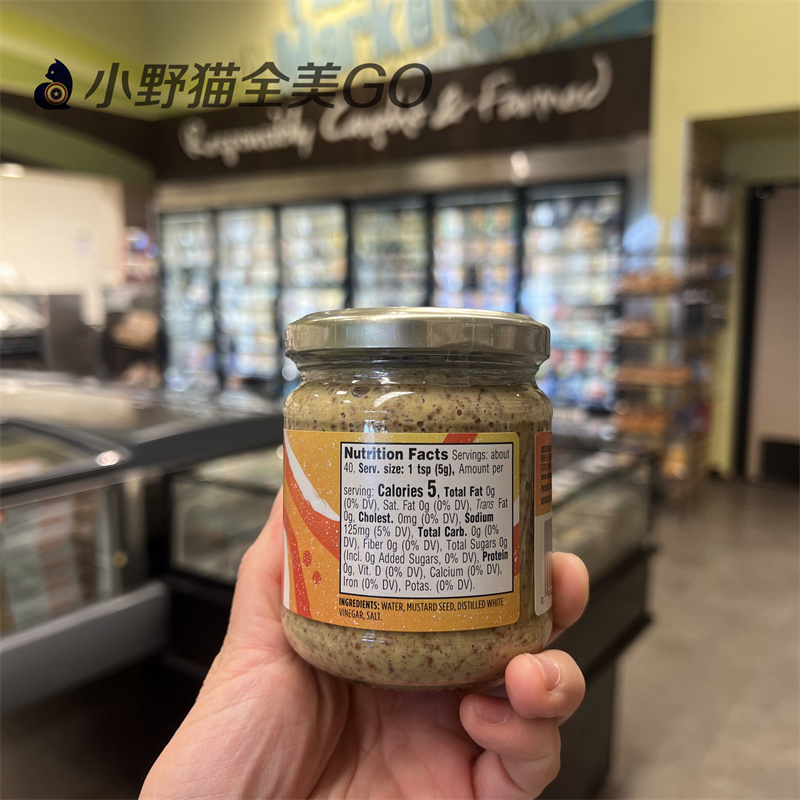 Market
小野猫全美GO
Responsibly Caught & Farmed
Nutrition Facts Servings: about
40, Serv. size: 1 tsp (5g), Amount per
serving: Calories 5, Total Fat 0g
(0% DV), Sat. Fat 0g (0% DV), Trans Fat
0g, Cholest. 0mg (0% DV), Sodium
125mg (5% DV), Total Carb. 0g (0%
DV), Fiber 0g (0% DV), Total Sugars 0g
(Incl. 0g Added Sugars, 0% DV), Protein
0g, Vit. D (0% DV), Calcium (0% DV),
Iron (0% DV), Potas. (0% DV).
INGREDIENTS: WATER, MUSTARD SEED, DISTILLED WHITE
VINEGAR, SALT.